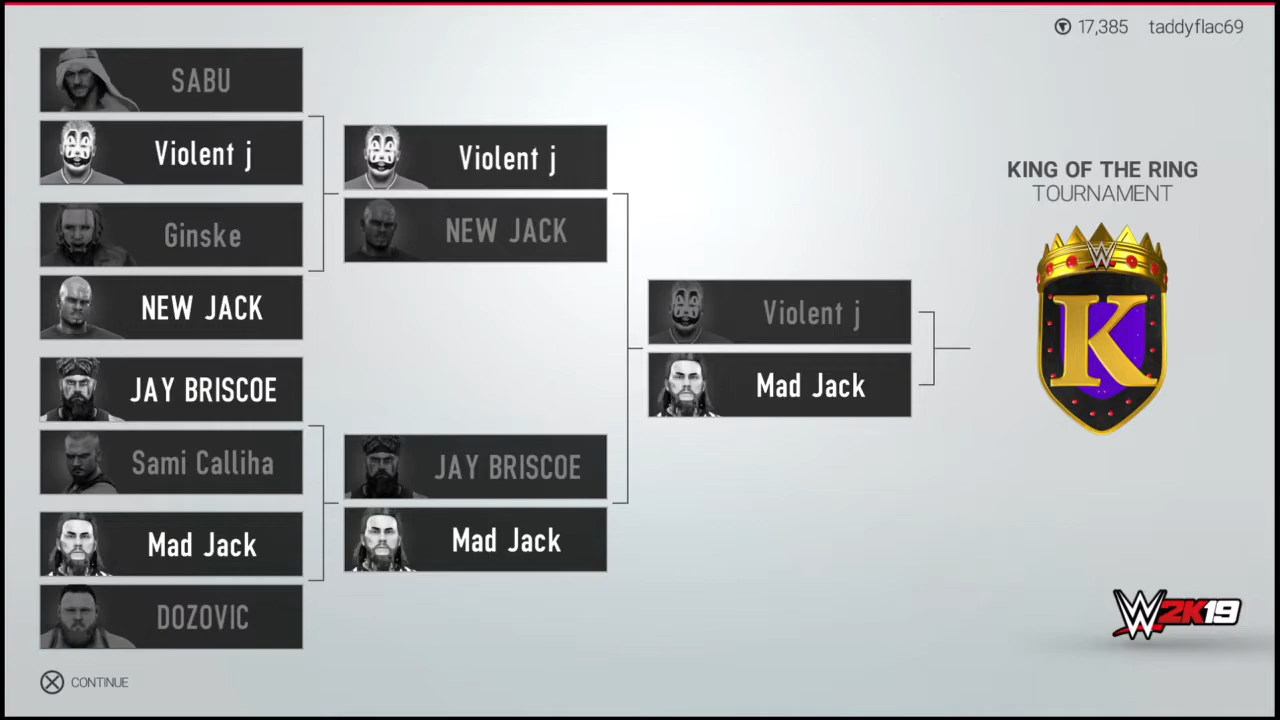 17,385 taddyflac69
SABU
Violent j
Ginske
NEW JACK
JAY BRISCOE
Sami Calliha
Mad Jack
DOZOVIC
Violent j
NEW JACK
JAY BRISCOE
Mad Jack
Violent j
Mad Jack
KING OF THE RING
TOURNAMENT
W
K
W2K19
CONTINUE